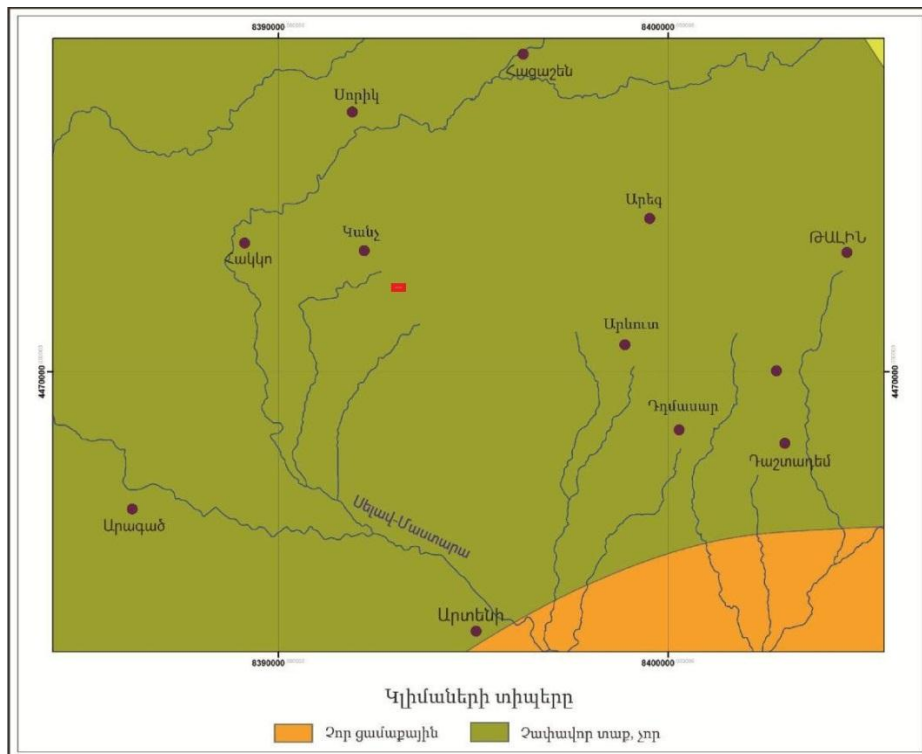 8390000
8400000
Հացաշեն
Սորիկ
Արեգ
Կանչ
ԹԱԼԻՆ
Հակկո
Արևուտ
4470000
4470000
Դդմասար
Դաշտադեմ
Արագած
Սելավ-Մաստարա
Արտենի
8390000
8400000
Կլիմաների տիպերը
Չոր ցամաքային
Չափավոր տաք, չոր